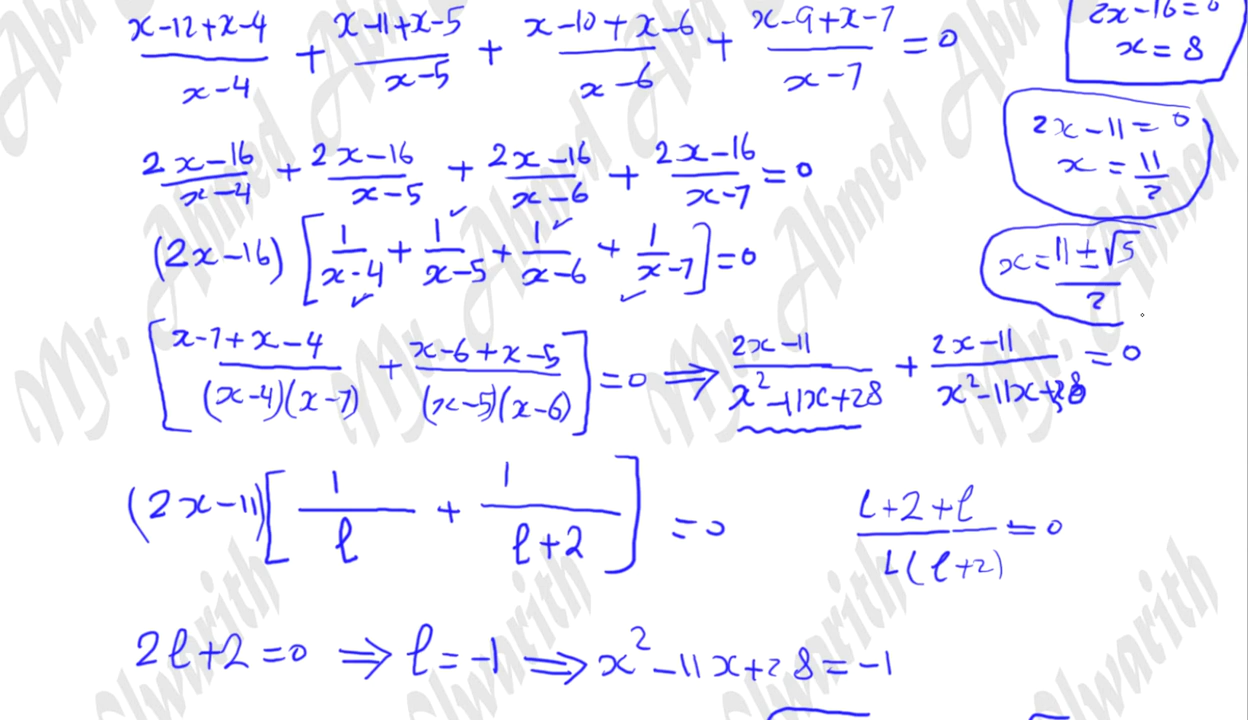 (x-12+x-4)/(x-4) + (x-11+x-5)/(x-5) + (x-10+x-6)/(x-6) + (x-9+x-7)/(x-7) = 0
2x-16=0
x = 8
(2x-16)/(x-4) + (2x-16)/(x-5) + (2x-16)/(x-6) + (2x-16)/(x-7) = 0
2x-11=0
x = 11/2
(2x-16) [1/(x-4) + 1/(x-5) + 1/(x-6) + 1/(x-7)] = 0
x = (11±√5)/2
[(x-7+x-4)/((x-4)(x-7)) + (x-6+x-5)/((x-5)(x-6))] = 0 ⇒ (2x-11)/(x²-11x+28) + (2x-11)/(x²-11x+30) = 0
(2x-11) [1/ℓ + 1/(ℓ+2)] = 0
(L+2+ℓ)/(L(ℓ+2)) = 0
2ℓ+2=0 ⇒ ℓ=-1 ⇒ x²-11x+28=-1
Mr. Ahmed Alwarith